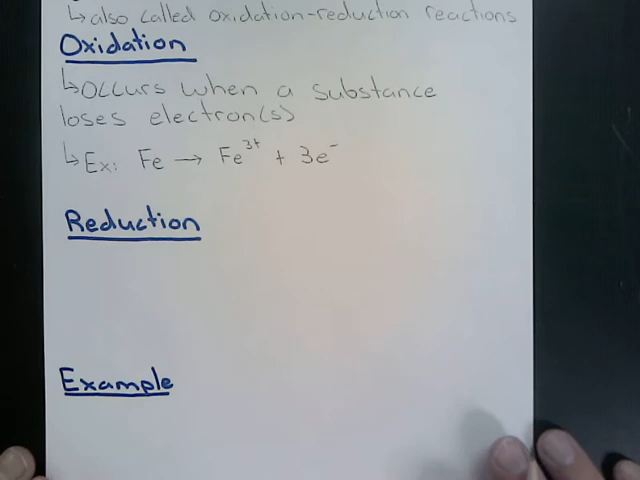 ↳also called oxidation-reduction reactions
Oxidation
↳Occurs when a substance
loses electron(s)
↳Ex: Fe → Fe³⁺ + 3e⁻
Reduction
Example